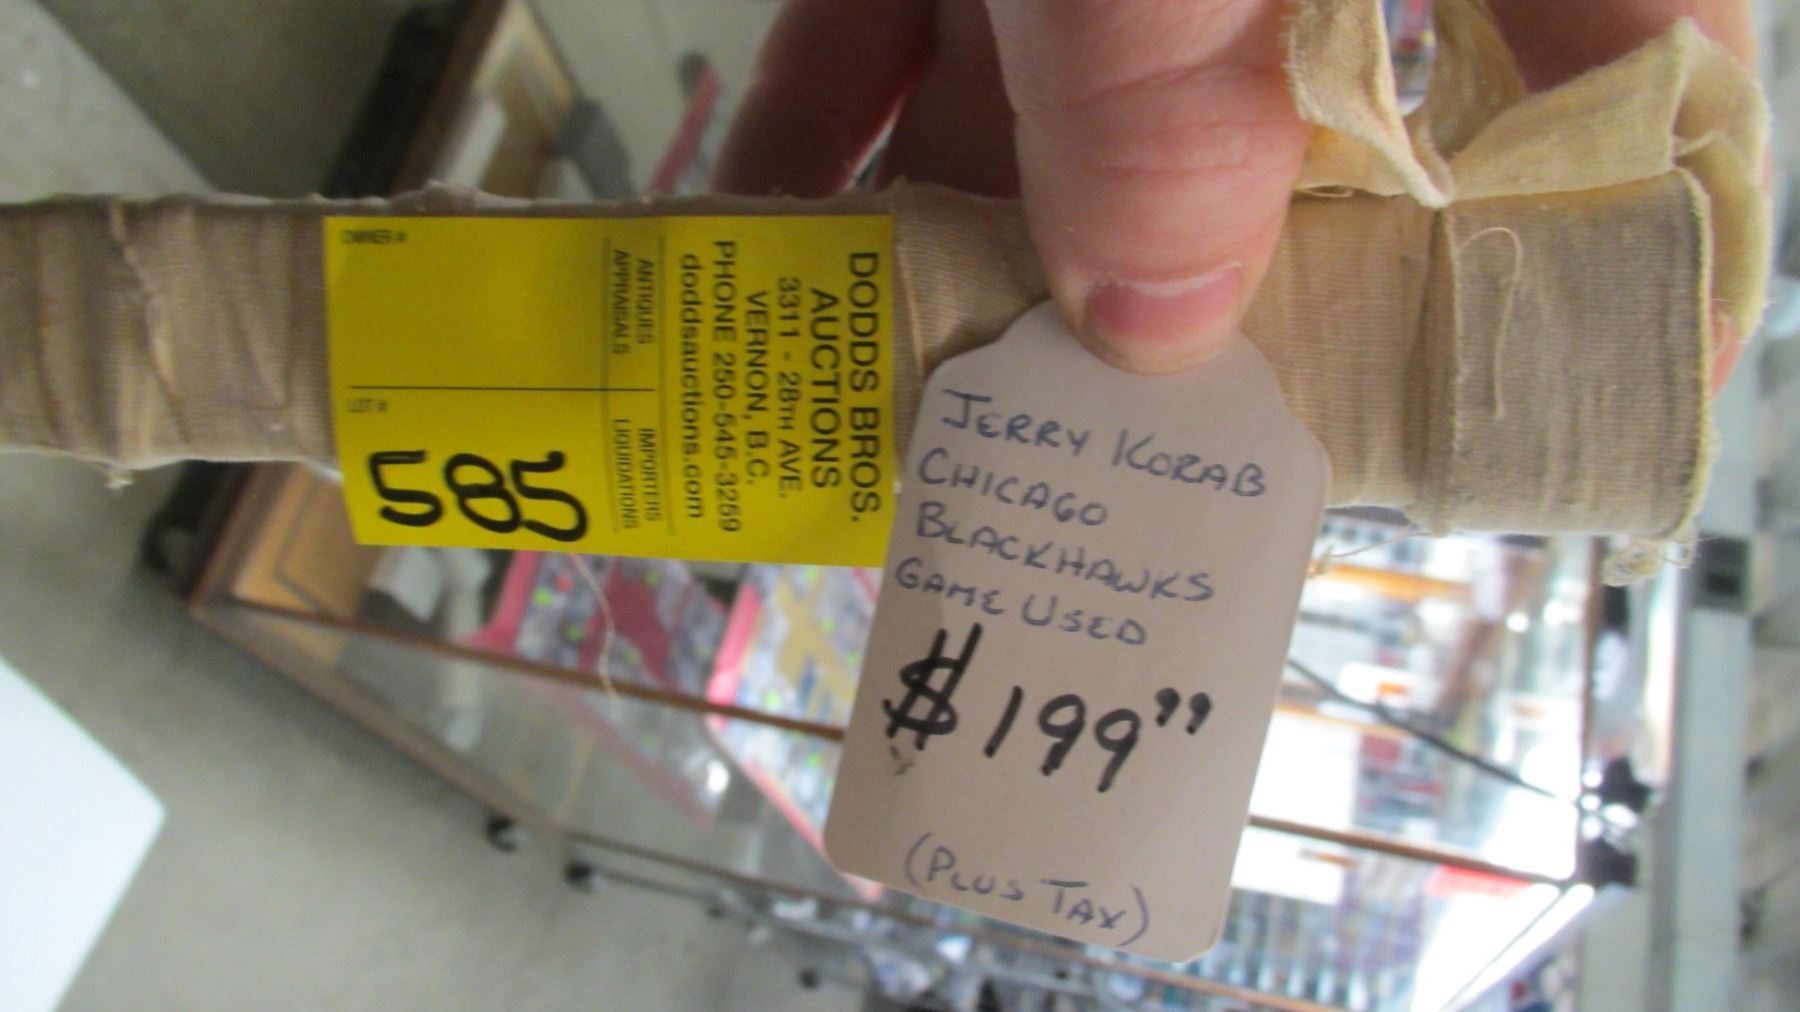 DODDS BROS.
AUCTIONS
3311 - 28TH AVE.
VERNON, B.C.
PHONE 250-545-3259
doddsauctions.com
ANTIQUES IMPORTERS
APPRAISALS LIQUIDATIONS
OWNER #
LOT #
585
JERRY KORAB
CHICAGO
BLACKHAWKS
GAME USED
$199"
(PLUS TAX)